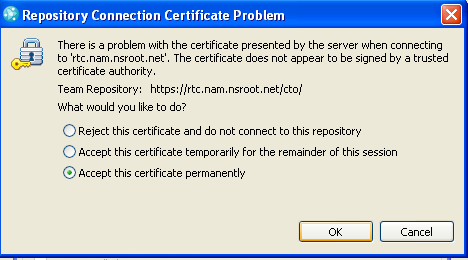 Repository Connection Certificate Problem
There is a problem with the certificate presented by the server when connecting
to 'rtc.nam.nsroot.net'. The certificate does not appear to be signed by a trusted
certificate authority.
Team Repository: https://rtc.nam.nsroot.net/cto/
What would you like to do?
Reject this certificate and do not connect to this repository
Accept this certificate temporarily for the remainder of this session
Accept this certificate permanently
OK
Cancel